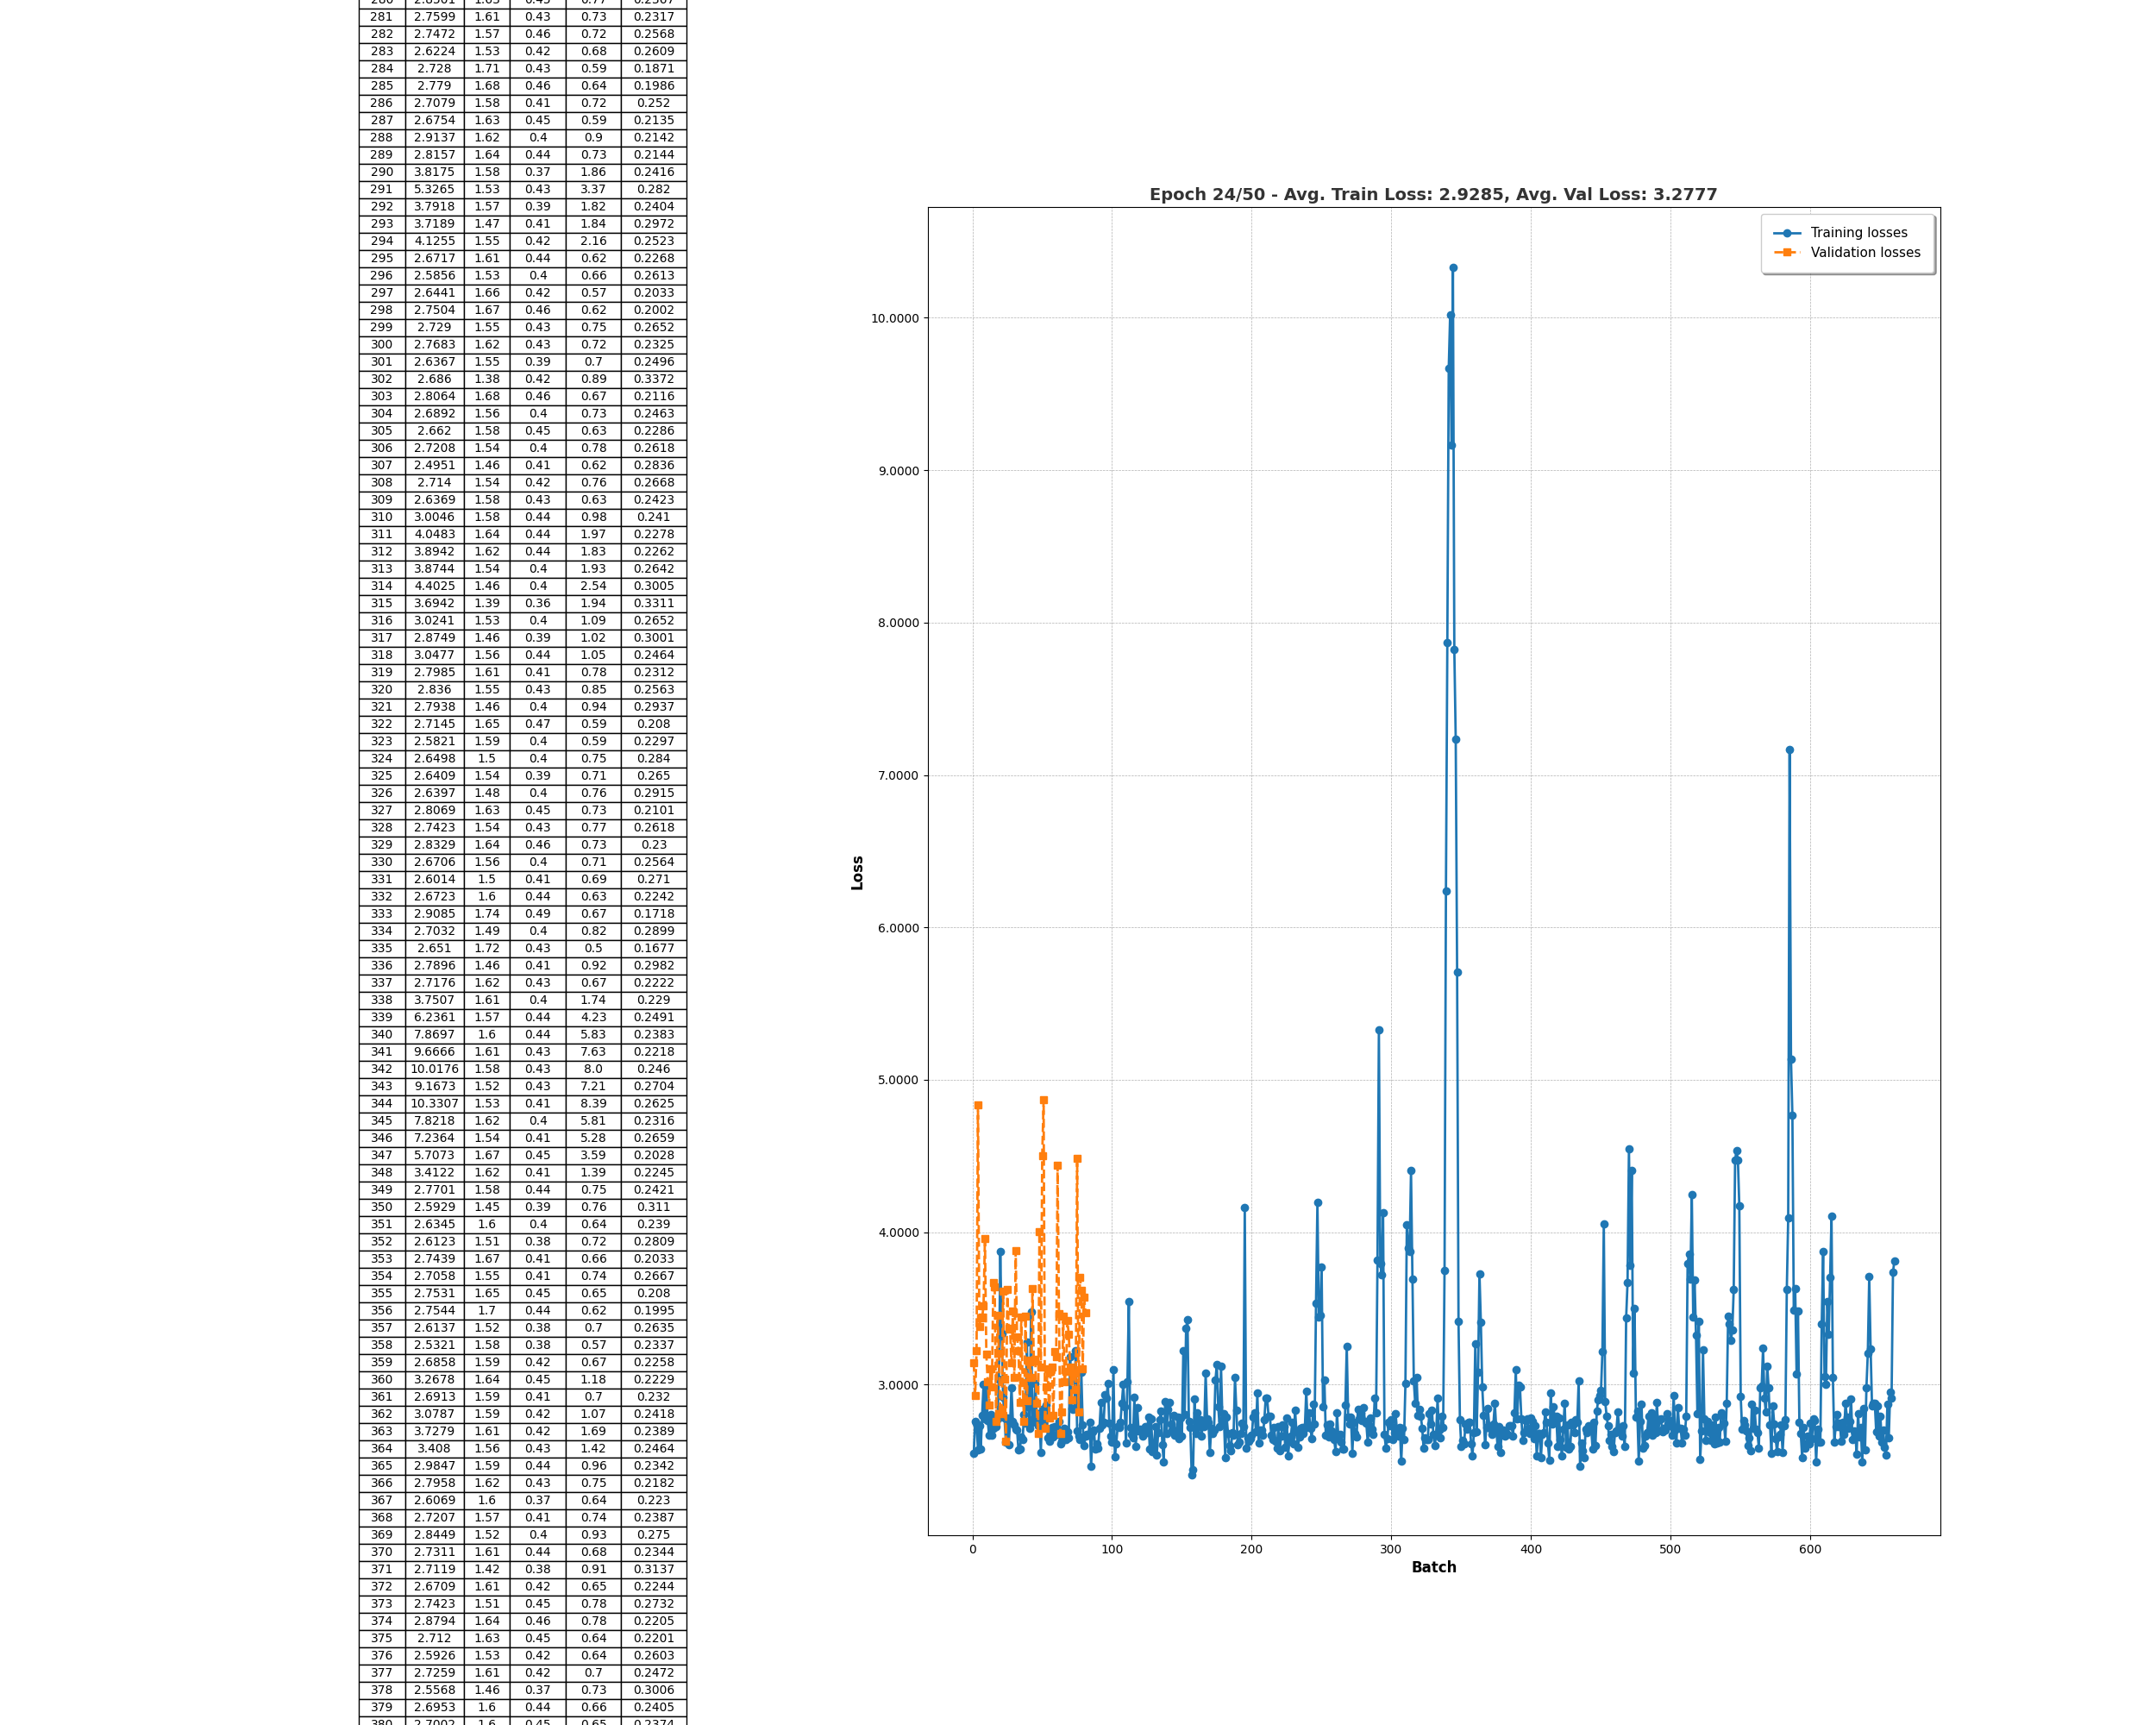 281 2.7599 1.61 0.43 0.73 0.2317
282 2.7472 1.57 0.46 0.72 0.2568
283 2.6224 1.53 0.42 0.68 0.2609
284 2.728 1.71 0.43 0.59 0.1871
285 2.779 1.68 0.46 0.64 0.1986
286 2.7079 1.58 0.41 0.72 0.252
287 2.6754 1.63 0.45 0.59 0.2135
288 2.9137 1.62 0.4 0.9 0.2142
289 2.8157 1.64 0.44 0.73 0.2144
290 3.8175 1.58 0.37 1.86 0.2416
291 5.3265 1.53 0.43 3.37 0.282
292 3.7918 1.57 0.39 1.82 0.2404
293 3.7189 1.47 0.41 1.84 0.2972
294 4.1255 1.55 0.42 2.16 0.2523
295 2.6717 1.61 0.44 0.62 0.2268
296 2.5856 1.53 0.4 0.66 0.2613
297 2.6441 1.66 0.42 0.57 0.2033
298 2.7504 1.67 0.46 0.62 0.2002
299 2.729 1.55 0.43 0.75 0.2652
300 2.7683 1.62 0.43 0.72 0.2325
301 2.6367 1.55 0.39 0.7 0.2496
302 2.686 1.38 0.42 0.89 0.3372
303 2.8064 1.68 0.46 0.67 0.2116
304 2.6892 1.56 0.4 0.73 0.2463
305 2.662 1.58 0.45 0.63 0.2286
306 2.7208 1.54 0.4 0.78 0.2618
307 2.4951 1.46 0.41 0.62 0.2836
308 2.714 1.54 0.42 0.76 0.2668
309 2.6369 1.58 0.43 0.63 0.2423
310 3.0046 1.58 0.44 0.98 0.241
311 4.0483 1.64 0.44 1.97 0.2278
312 3.8942 1.62 0.44 1.83 0.2262
313 3.8744 1.54 0.4 1.93 0.2642
314 4.4025 1.46 0.4 2.54 0.3005
315 3.6942 1.39 0.36 1.94 0.3311
316 3.0241 1.53 0.4 1.09 0.2652
317 2.8749 1.46 0.39 1.02 0.3001
318 3.0477 1.56 0.44 1.05 0.2464
319 2.7985 1.61 0.41 0.78 0.2312
320 2.836 1.55 0.43 0.85 0.2563
321 2.7938 1.46 0.4 0.94 0.2937
322 2.7145 1.65 0.47 0.59 0.208
323 2.5821 1.59 0.4 0.59 0.2297
324 2.6498 1.5 0.4 0.75 0.284
325 2.6409 1.54 0.39 0.71 0.265
326 2.6397 1.48 0.4 0.76 0.2915
327 2.8069 1.63 0.45 0.73 0.2101
328 2.7423 1.54 0.43 0.77 0.2618
329 2.8329 1.64 0.46 0.73 0.23
330 2.6706 1.56 0.4 0.71 0.2564
331 2.6014 1.5 0.41 0.69 0.271
332 2.6723 1.6 0.44 0.63 0.2242
333 2.9085 1.74 0.49 0.67 0.1718
334 2.7032 1.49 0.4 0.82 0.2899
335 2.651 1.72 0.43 0.5 0.1677
336 2.7896 1.46 0.41 0.92 0.2982
337 2.7176 1.62 0.43 0.67 0.2222
338 3.7507 1.61 0.4 1.74 0.229
339 6.2361 1.57 0.44 4.23 0.2491
340 7.8697 1.6 0.44 5.83 0.2383
341 9.6666 1.61 0.43 7.63 0.2218
342 10.0176 1.58 0.43 8.0 0.246
343 9.1673 1.52 0.43 7.21 0.2704
344 10.3307 1.53 0.41 8.39 0.2625
345 7.8218 1.62 0.4 5.81 0.2316
346 7.2364 1.54 0.41 5.28 0.2659
347 5.7073 1.67 0.45 3.59 0.2028
348 3.4122 1.62 0.41 1.39 0.2245
349 2.7701 1.58 0.44 0.75 0.2421
350 2.5929 1.45 0.39 0.76 0.311
351 2.6345 1.6 0.4 0.64 0.239
352 2.6123 1.51 0.38 0.72 0.2809
353 2.7439 1.67 0.41 0.66 0.2033
354 2.7058 1.55 0.41 0.74 0.2667
355 2.7531 1.65 0.45 0.65 0.208
356 2.7544 1.7 0.44 0.62 0.1995
357 2.6137 1.52 0.38 0.7 0.2635
358 2.5321 1.58 0.38 0.57 0.2337
359 2.6858 1.59 0.42 0.67 0.2258
360 3.2678 1.64 0.45 1.18 0.2229
361 2.6913 1.59 0.41 0.7 0.232
362 3.0787 1.59 0.42 1.07 0.2418
363 3.7279 1.61 0.42 1.69 0.2389
364 3.408 1.56 0.43 1.42 0.2464
365 2.9847 1.59 0.44 0.96 0.2342
366 2.7958 1.62 0.43 0.75 0.2182
367 2.6069 1.6 0.37 0.64 0.223
368 2.7207 1.57 0.41 0.74 0.2387
369 2.8449 1.52 0.4 0.93 0.275
370 2.7311 1.61 0.44 0.68 0.2344
371 2.7119 1.42 0.38 0.91 0.3137
372 2.6709 1.61 0.42 0.65 0.2244
373 2.7423 1.51 0.45 0.78 0.2732
374 2.8794 1.64 0.46 0.78 0.2205
375 2.712 1.63 0.45 0.64 0.2201
376 2.5926 1.53 0.42 0.64 0.2603
377 2.7259 1.61 0.42 0.7 0.2472
378 2.5568 1.46 0.37 0.73 0.3006
379 2.6953 1.6 0.44 0.66 0.2405
380 2.7002 1.6 0.45 0.65 0.2374
Epoch 24/50 - Avg. Train Loss: 2.9285, Avg. Val Loss: 3.2777
Training losses
Validation losses
10.0000
9.0000
8.0000
7.0000
6.0000
5.0000
4.0000
3.0000
Loss
0 100 200 300 400 500 600
Batch